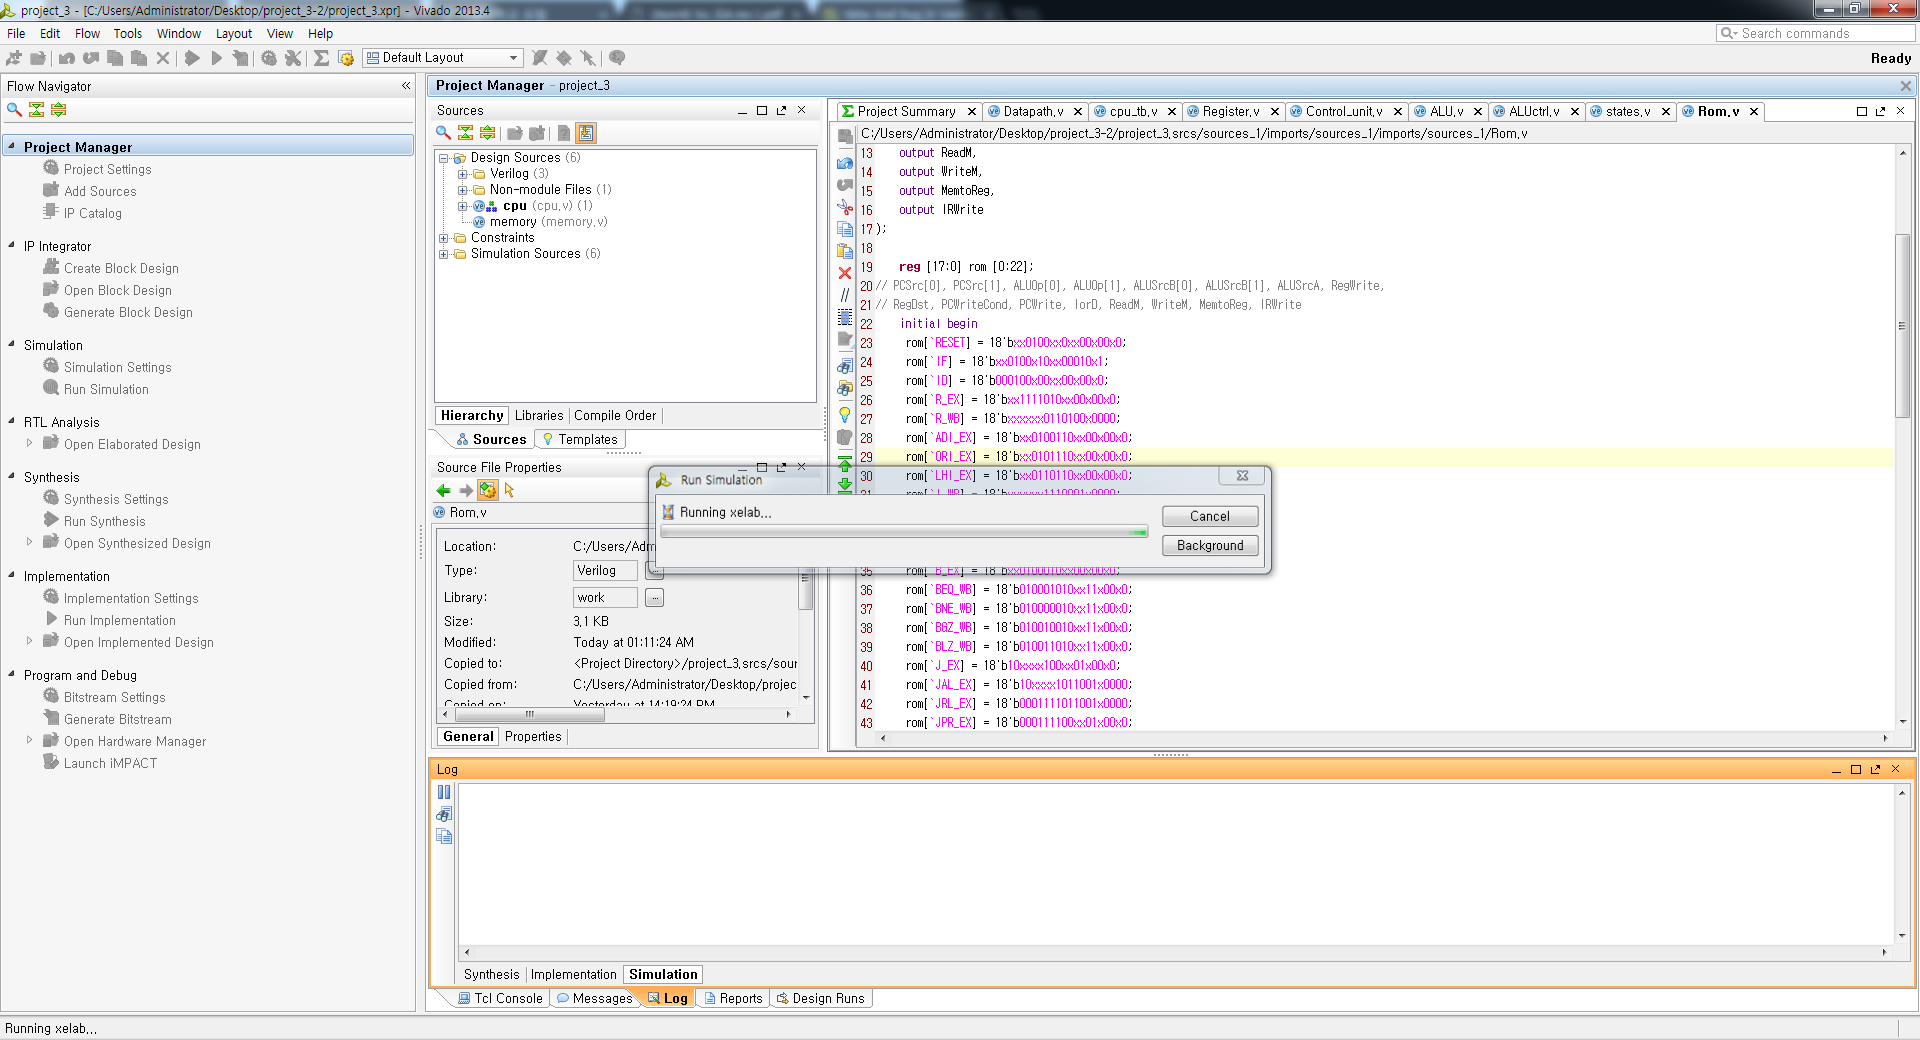 project_3 - [C:/Users/Administrator/Desktop/project_3-2/project_3.xpr] - Vivado 2013.4
File Edit Flow Tools Window Layout View Help
Search commands
Default Layout
Ready
Flow Navigator
Project Manager
Project Settings
Add Sources
IP Catalog
IP Integrator
Create Block Design
Open Block Design
Generate Block Design
Simulation
Simulation Settings
Run Simulation
RTL Analysis
Open Elaborated Design
Synthesis
Synthesis Settings
Run Synthesis
Open Synthesized Design
Implementation
Implementation Settings
Run Implementation
Open Implemented Design
Program and Debug
Bitstream Settings
Generate Bitstream
Open Hardware Manager
Launch iMPACT
Project Manager - project_3
Sources
Design Sources (6)
Verilog (3)
Non-module Files (1)
cpu (cpu.v) (1)
memory (memory.v)
Constraints
Simulation Sources (6)
Hierarchy Libraries Compile Order
Sources Templates
Source File Properties
Rom.v
Location: C:/Users/Adm
Type: Verilog
Library: work
Size: 3.1 KB
Modified: Today at 01:11:24 AM
Copied to: <Project Directory>/project_3.srcs/sour
Copied from: C:/Users/Administrator/Desktop/projec
Copied on: Yesterday at 14:19:24 PM
General Properties
Project Summary Datapath.v cpu_tb.v Register.v Control_unit.v ALU.v ALUctrl.v states.v Rom.v
C:/Users/Administrator/Desktop/project_3-2/project_3.srcs/sources_1/imports/sources_1/imports/sources_1/Rom.v
13 output ReadM,
14 output WriteM,
15 output MemtoReg,
16 output IRWrite
17 );
18
19 reg [17:0] rom [0:22];
20 // PCSrc[0], PCSrc[1], ALUOp[0], ALUOp[1], ALUSrcB[0], ALUSrcB[1], ALUSrcA, RegWrite,
21 // RegDst, PCWriteCond, PCWrite, IorD, ReadM, WriteM, MemtoReg, IRWrite
22 initial begin
23 rom[`RESET] = 18'bxx0100xx0xx00x00x0;
24 rom[`IF] = 18'bxx0100x10xx00010x1;
25 rom[`ID] = 18'b000100x00xx00x00x0;
26 rom[`R_EX] = 18'bxx1111010xx00x00x0;
27 rom[`R_WB] = 18'bxxxxxx0110100x0000;
28 rom[`ADI_EX] = 18'bxx0100110xx00x00x0;
29 rom[`ORI_EX] = 18'bxx0101110xx00x00x0;
30 rom[`LHI_EX] = 18'bxx0110110xx00x00x0;
35 rom[`B_EX] = 18'bxx0100010xx00x00x0;
36 rom[`BEQ_WB] = 18'b010001010xx11x00x0;
37 rom[`BNE_WB] = 18'b010000010xx11x00x0;
38 rom[`BGZ_WB] = 18'b010010010xx11x00x0;
39 rom[`BLZ_WB] = 18'b010011010xx11x00x0;
40 rom[`J_EX] = 18'b10xxxx100xx01x00x0;
41 rom[`JAL_EX] = 18'b10xxxx1011001x0000;
42 rom[`JRL_EX] = 18'b0001111011001x0000;
43 rom[`JPR_EX] = 18'b000111100xx01x00x0;
Run Simulation
Running xelab...
Cancel
Background
Log
Synthesis Implementation Simulation
Tcl Console Messages Log Reports Design Runs
Running xelab...